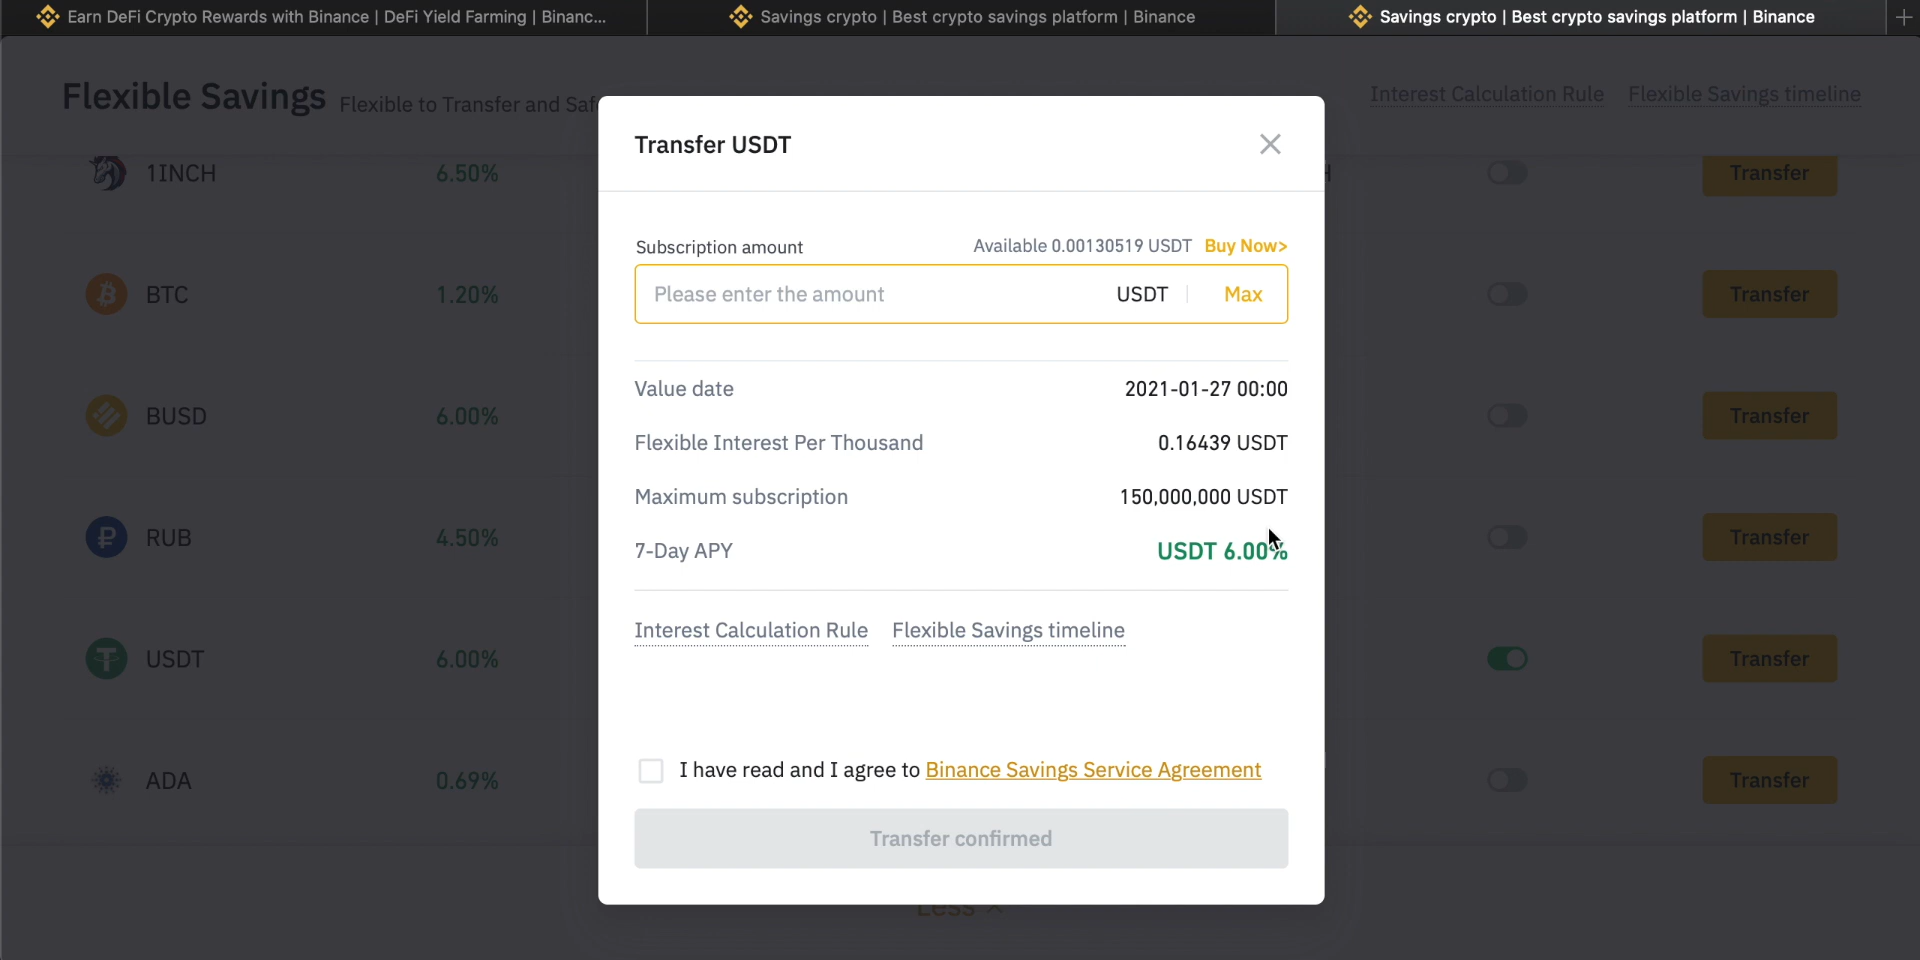 Earn DeFi Crypto Rewards with Binance | DeFi Yield Farming | Binanc...
Savings crypto | Best crypto savings platform | Binance
Savings crypto | Best crypto savings platform | Binance
Flexible Savings Flexible to Transfer and Saf
Interest Calculation Rule Flexible Savings timeline
1INCH 6.50% H Transfer
BTC 1.20% Transfer
BUSD 6.00% Transfer
RUB 4.50% Transfer
USDT 6.00% Transfer
ADA 0.69% Transfer
Less
Transfer USDT
Subscription amount Available 0.00130519 USDT Buy Now>
Please enter the amount USDT Max
Value date 2021-01-27 00:00
Flexible Interest Per Thousand 0.16439 USDT
Maximum subscription 150,000,000 USDT
7-Day APY USDT 6.00%
Interest Calculation Rule Flexible Savings timeline
I have read and I agree to Binance Savings Service Agreement
Transfer confirmed